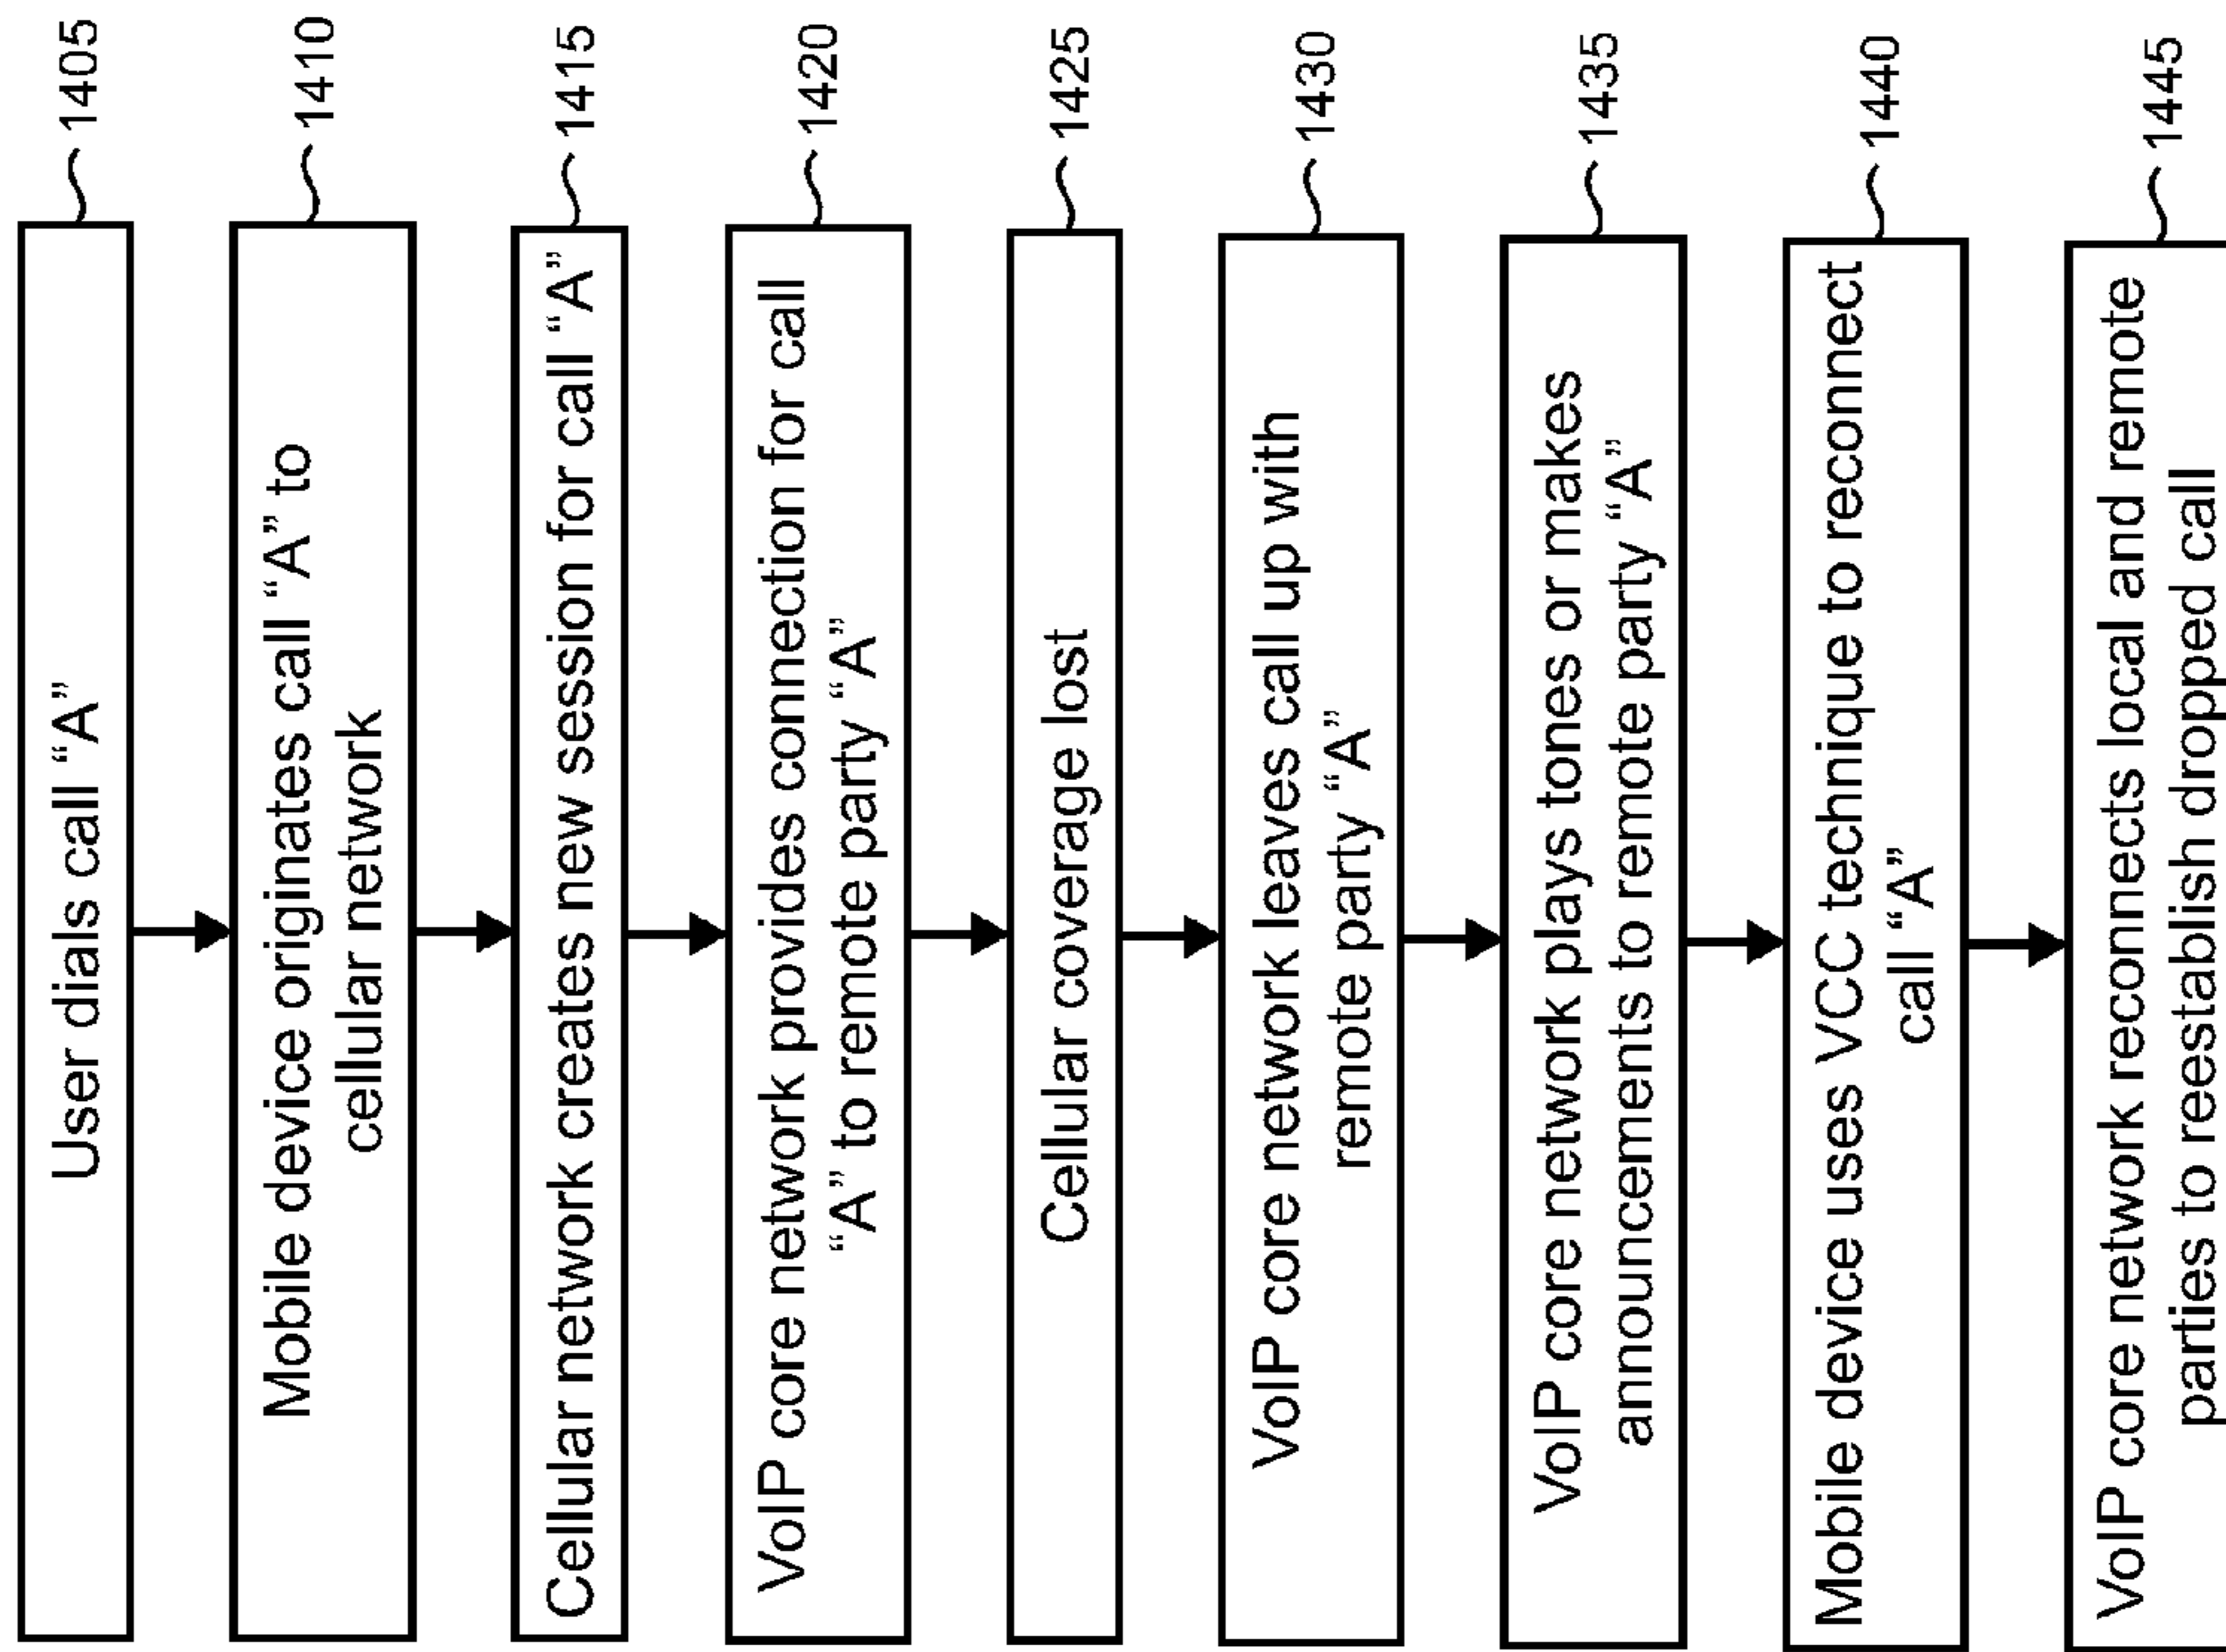 User dials call “A”
1405
Mobile device originates call “A” to
cellular network
1410
Cellular network creates new session for call “A”
1415
VoIP core network provides connection for call
“A” to remote party “A”
1420
Cellular coverage lost
1425
VoIP core network leaves call up with
remote party “A”
1430
VoIP core network plays tones or makes
announcements to remote party “A”
1435
Mobile device uses VCC technique to reconnect
call “A”
1440
VoIP core network reconnects local and remote
parties to reestablish dropped call
1445